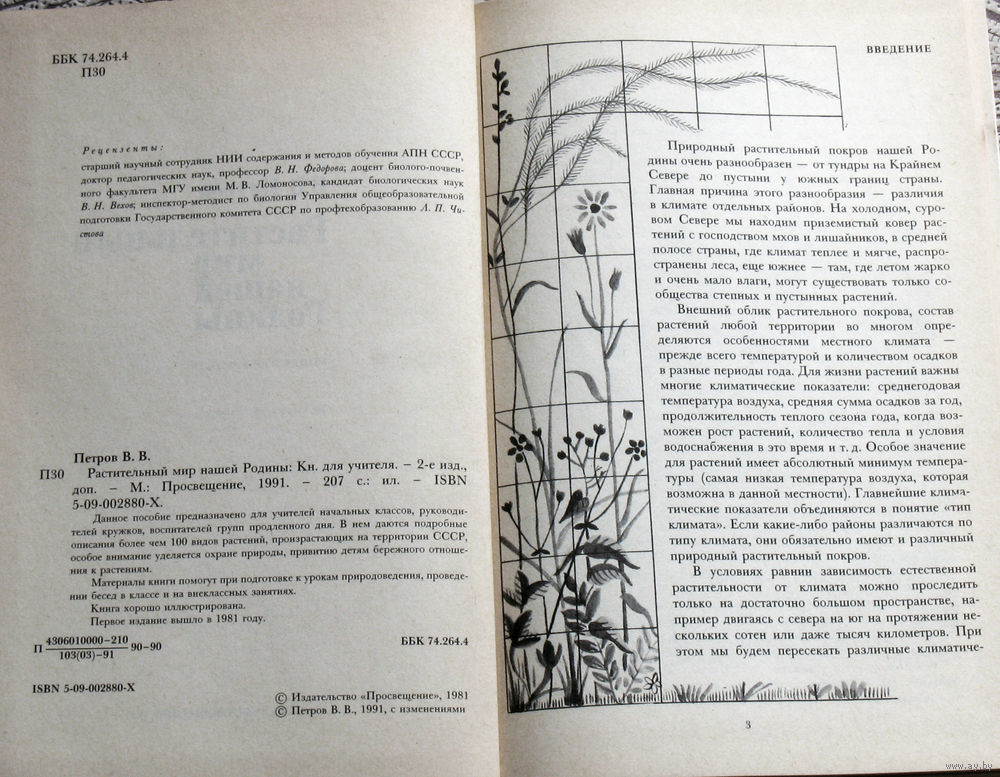 ББК 74.264.4
П30
Рецензенты:
старший научный сотрудник НИИ содержания и методов обучения АПН СССР,
доктор педагогических наук, профессор В. Н. Федорова; доцент биолого-почвен-
ного факультета МГУ имени М. В. Ломоносова, кандидат биологических наук
В. Н. Вехов; инспектор-методист по биологии Управления общеобразовательной
подготовки Государственного комитета СССР по профтехобразованию Л. П. Чи-
стова
Петров В. В.
П30 Растительный мир нашей Родины: Кн. для учителя. – 2-е изд.,
доп. – М.: Просвещение, 1991. – 207 с.: ил. – ISBN
5-09-002880-X.
Данное пособие предназначено для учителей начальных классов, руководи-
телей кружков, воспитателей групп продленного дня. В нем даются подробные
описания более чем 100 видов растений, произрастающих на территории СССР,
особое внимание уделяется охране природы, привитию детям бережного отноше-
ния к растениям.
Материалы книги помогут при подготовке к урокам природоведения, проведе-
нии бесед в классе и на внеклассных занятиях.
Книга хорошо иллюстрирована.
Первое издание вышло в 1981 году.
П 4306010000–210
103(03)–91 90–90
ББК 74.264.4
ISBN 5-09-002880-X
© Издательство «Просвещение», 1981
© Петров В. В., 1991, с изменениями
ВВЕДЕНИЕ
Природный растительный покров нашей Ро-
дины очень разнообразен — от тундры на Крайнем
Севере до пустыни у южных границ страны.
Главная причина этого разнообразия — различия
в климате отдельных районов. На холодном, суро-
вом Севере мы находим приземистый ковер рас-
тений с господством мхов и лишайников, в средней
полосе страны, где климат теплее и мягче, распро-
странены леса, еще южнее — там, где летом жарко
и очень мало влаги, могут существовать только со-
общества степных и пустынных растений.
Внешний облик растительного покрова, состав
растений любой территории во многом опре-
деляются особенностями местного климата —
прежде всего температурой и количеством осадков
в разные периоды года. Для жизни растений важны
многие климатические показатели: среднегодовая
температура воздуха, средняя сумма осадков за год,
продолжительность теплого сезона года, когда воз-
можен рост растений, количество тепла и условия
водоснабжения в это время и т. д. Особое значение
для растений имеет абсолютный минимум темпера-
туры (самая низкая температура воздуха, которая
возможна в данной местности). Главнейшие клима-
тические показатели объединяются в понятие «тип
климата». Если какие-либо районы различаются по
типу климата, они обязательно имеют и различный
природный растительный покров.
В условиях равнин зависимость естественной
растительности от климата можно проследить
только на достаточно большом пространстве, на-
пример двигаясь с севера на юг на протяжении не-
скольких сотен или даже тысяч километров. При
этом мы будем пересекать различные климатиче-
3
www.ay.by